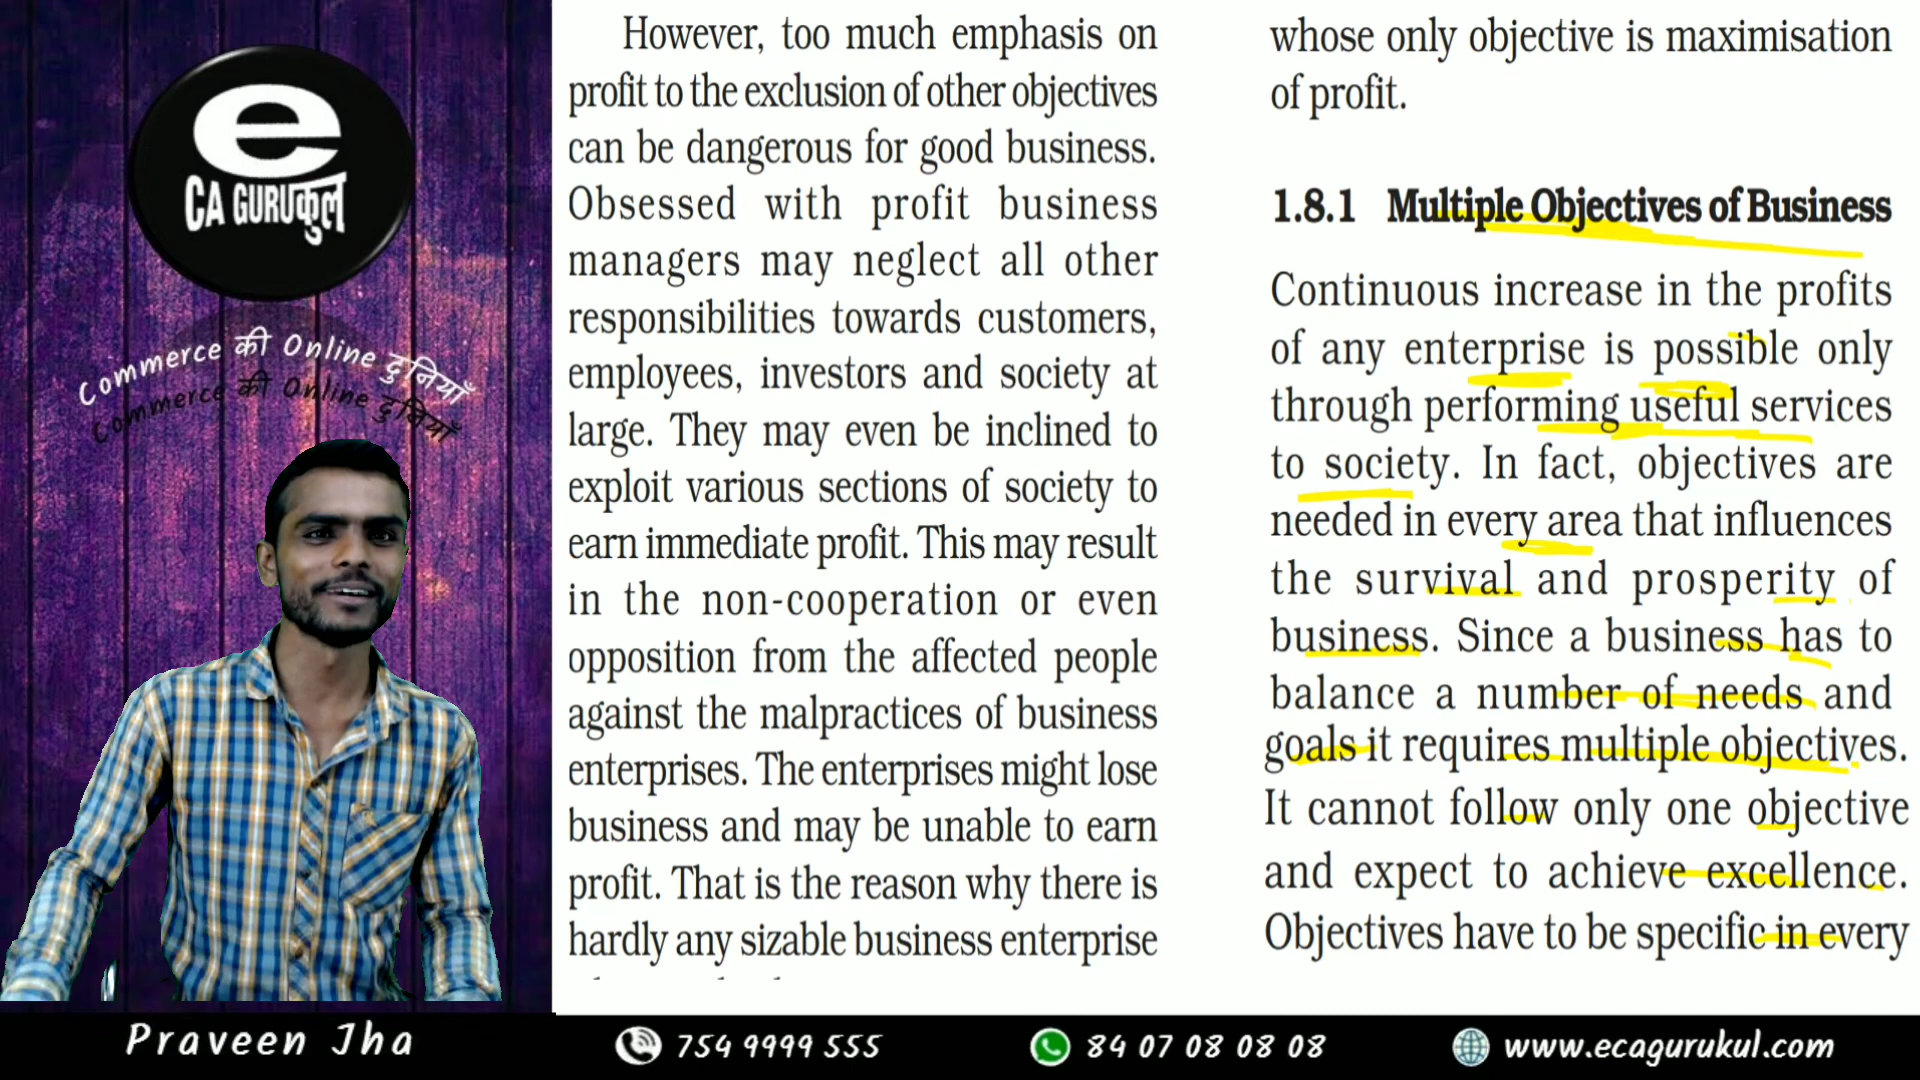 e
CA GURUकुल
Commerce की Online दुनियाँ
Commerce की Online दुनियाँ
However, too much emphasis on
profit to the exclusion of other objectives
can be dangerous for good business.
Obsessed with profit business
managers may neglect all other
responsibilities towards customers,
employees, investors and society at
large. They may even be inclined to
exploit various sections of society to
earn immediate profit. This may result
in the non-cooperation or even
opposition from the affected people
against the malpractices of business
enterprises. The enterprises might lose
business and may be unable to earn
profit. That is the reason why there is
hardly any sizable business enterprise
whose only objective is maximisation
of profit.
1.8.1 Multiple Objectives of Business
Continuous increase in the profits
of any enterprise is possible only
through performing useful services
to society. In fact, objectives are
needed in every area that influences
the survival and prosperity of
business. Since a business has to
balance a number of needs and
goals it requires multiple objectives.
It cannot follow only one objective
and expect to achieve excellence.
Objectives have to be specific in every
Praveen Jha
754 9999 555
84 07 08 08 08
www.ecagurukul.com